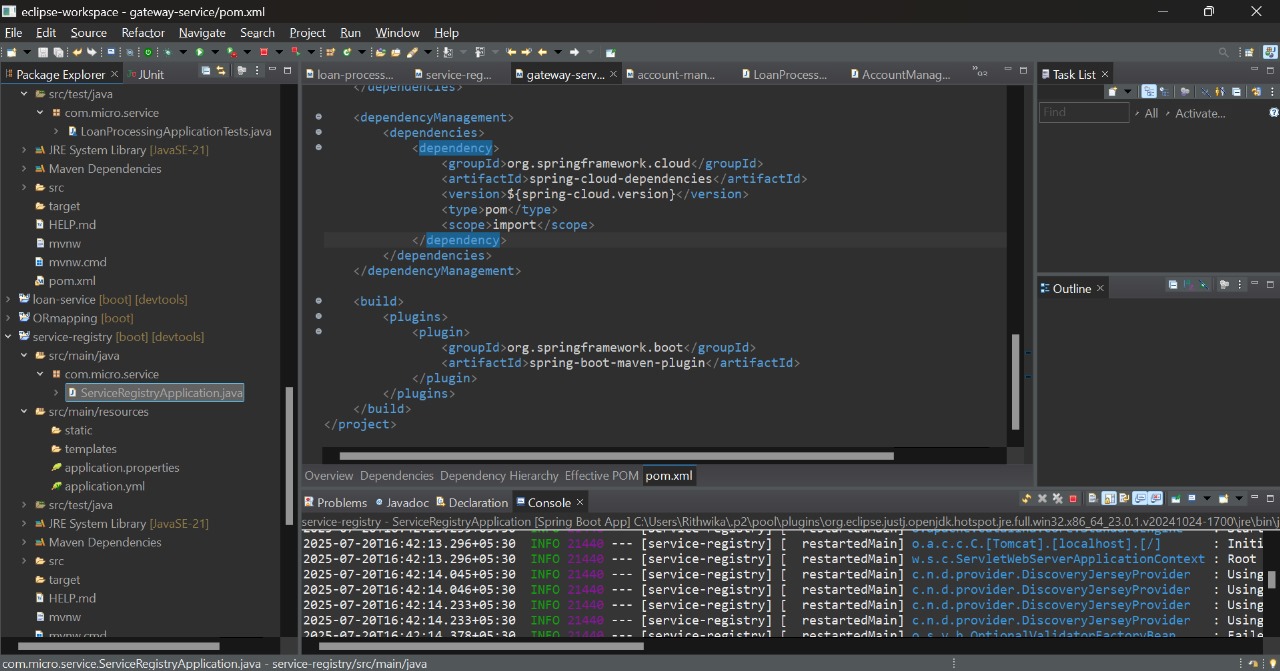 eclipse-workspace - gateway-service/pom.xml
File Edit Source Refactor Navigate Search Project Run Window Help
Package Explorer JUnit
src/test/java
com.micro.service
LoanProcessingApplicationTests.java
JRE System Library [JavaSE-21]
Maven Dependencies
src
target
HELP.md
mvnw
mvnw.cmd
pom.xml
loan-service [boot] [devtools]
ORmapping [boot]
service-registry [boot] [devtools]
src/main/java
com.micro.service
ServiceRegistryApplication.java
src/main/resources
static
templates
application.properties
application.yml
src/test/java
JRE System Library [JavaSE-21]
Maven Dependencies
src
target
HELP.md
mvnw
mvnw.cmd
loan-process... service-reg... gateway-serv... account-man... LoanProcess... AccountManag...
</dependencies>
<dependencyManagement>
<dependencies>
<dependency>
<groupId>org.springframework.cloud</groupId>
<artifactId>spring-cloud-dependencies</artifactId>
<version>${spring-cloud.version}</version>
<type>pom</type>
<scope>import</scope>
</dependency>
</dependencies>
</dependencyManagement>
<build>
<plugins>
<plugin>
<groupId>org.springframework.boot</groupId>
<artifactId>spring-boot-maven-plugin</artifactId>
</plugin>
</plugins>
</build>
</project>
Overview Dependencies Dependency Hierarchy Effective POM pom.xml
Task List
Find All Activate...
Outline
Problems Javadoc Declaration Console
service-registry - ServiceRegistryApplication [Spring Boot App] C:\Users\Rithwika\.p2\pool\plugins\org.eclipse.justj.openjdk.hotspot.jre.full.win32.x86_64_23.0.1.v20241024-1700\jre\bin\j
2025-07-20T16:42:13.296+05:30 INFO 21440 --- [service-registry] [ restartedMain] o.a.c.c.C.[Tomcat].[localhost].[/] : Initi
2025-07-20T16:42:13.296+05:30 INFO 21440 --- [service-registry] [ restartedMain] w.s.c.ServletWebServerApplicationContext : Root
2025-07-20T16:42:14.045+05:30 INFO 21440 --- [service-registry] [ restartedMain] c.n.d.provider.DiscoveryJerseyProvider : Using
2025-07-20T16:42:14.046+05:30 INFO 21440 --- [service-registry] [ restartedMain] c.n.d.provider.DiscoveryJerseyProvider : Using
2025-07-20T16:42:14.233+05:30 INFO 21440 --- [service-registry] [ restartedMain] c.n.d.provider.DiscoveryJerseyProvider : Using
2025-07-20T16:42:14.233+05:30 INFO 21440 --- [service-registry] [ restartedMain] c.n.d.provider.DiscoveryJerseyProvider : Using
2025-07-20T16:42:14.378+05:30 INFO 21440 --- [service-registry] [ restartedMain] o.s.v.b.OptionalValidatorFactoryBean : Faile
com.micro.service.ServiceRegistryApplication.java - service-registry/src/main/java